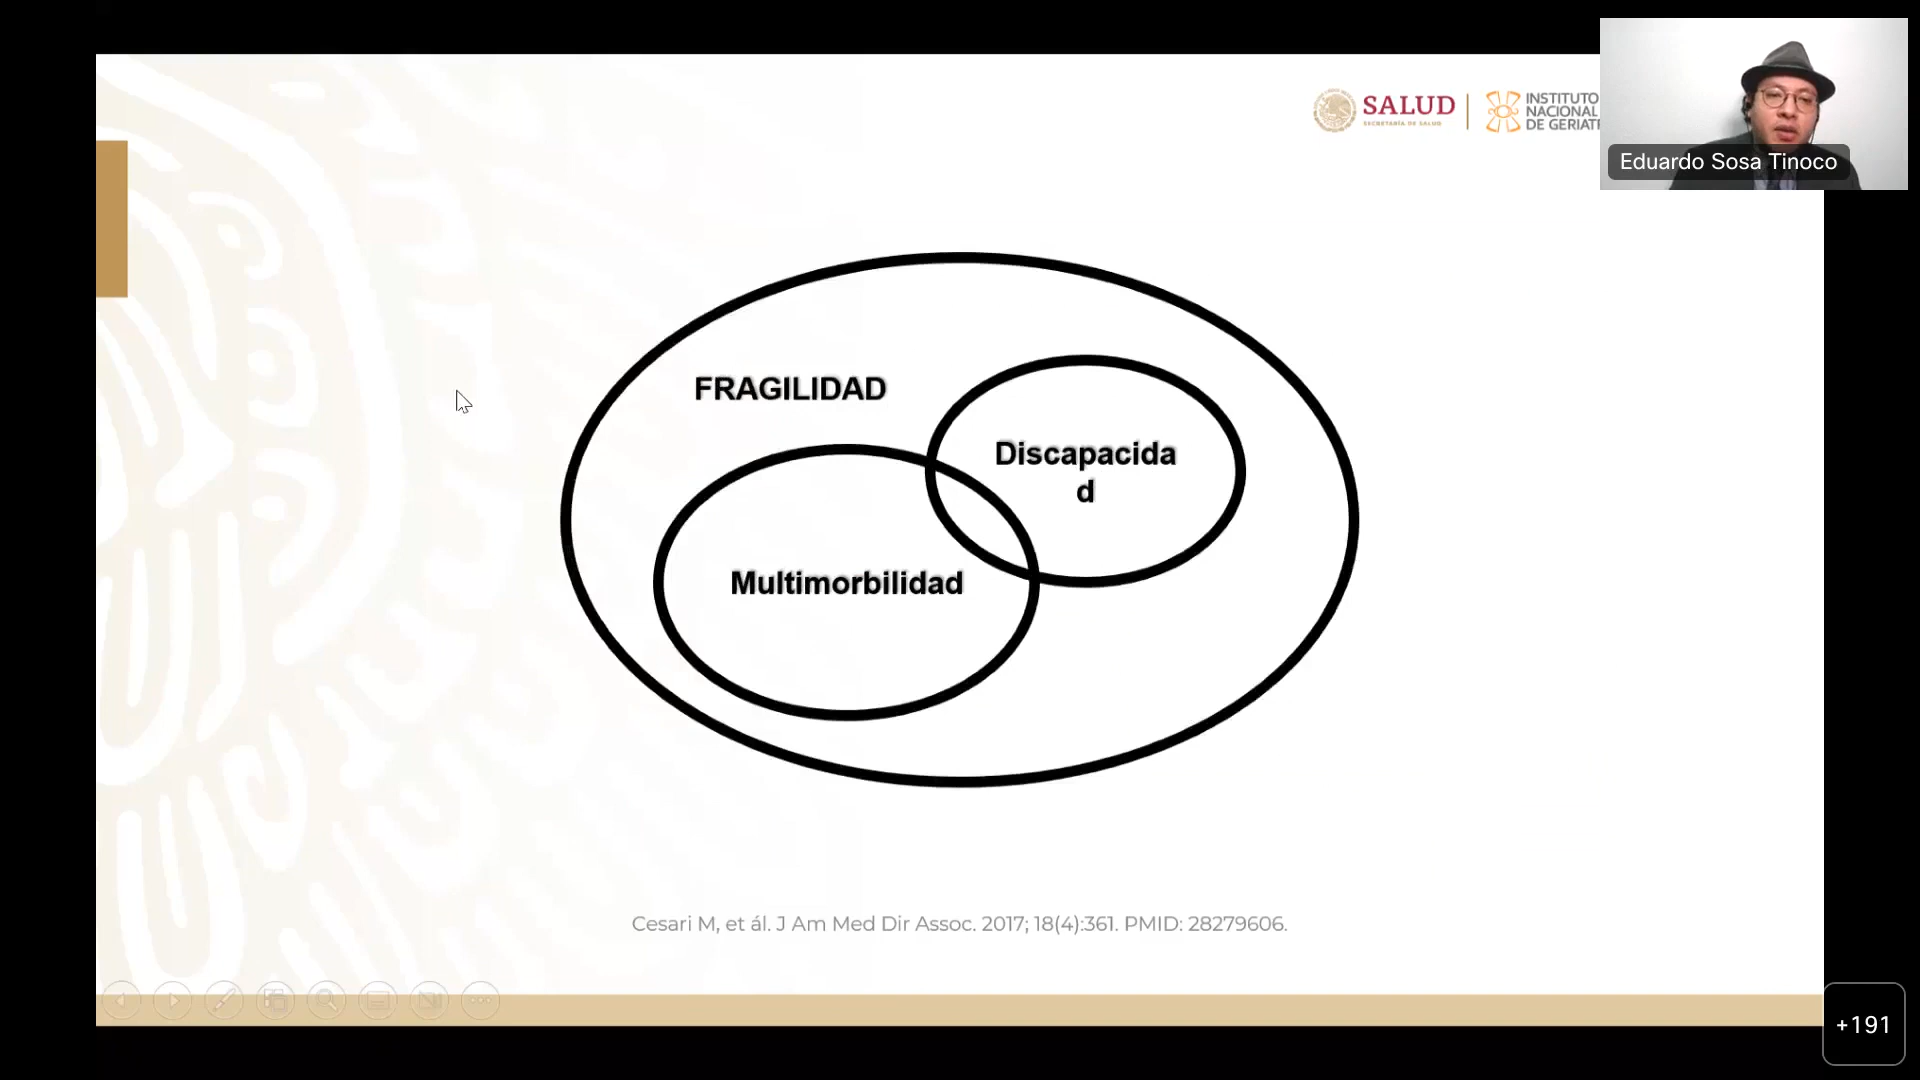 SALUD
SECRETARÍA DE SALUD
INSTITUTO
NACIONAL
DE GERIAT
Eduardo Sosa Tinoco
FRAGILIDAD
Discapacida
d
Multimorbilidad
Cesari M, et ál. J Am Med Dir Assoc. 2017; 18(4):361. PMID: 28279606.
+191